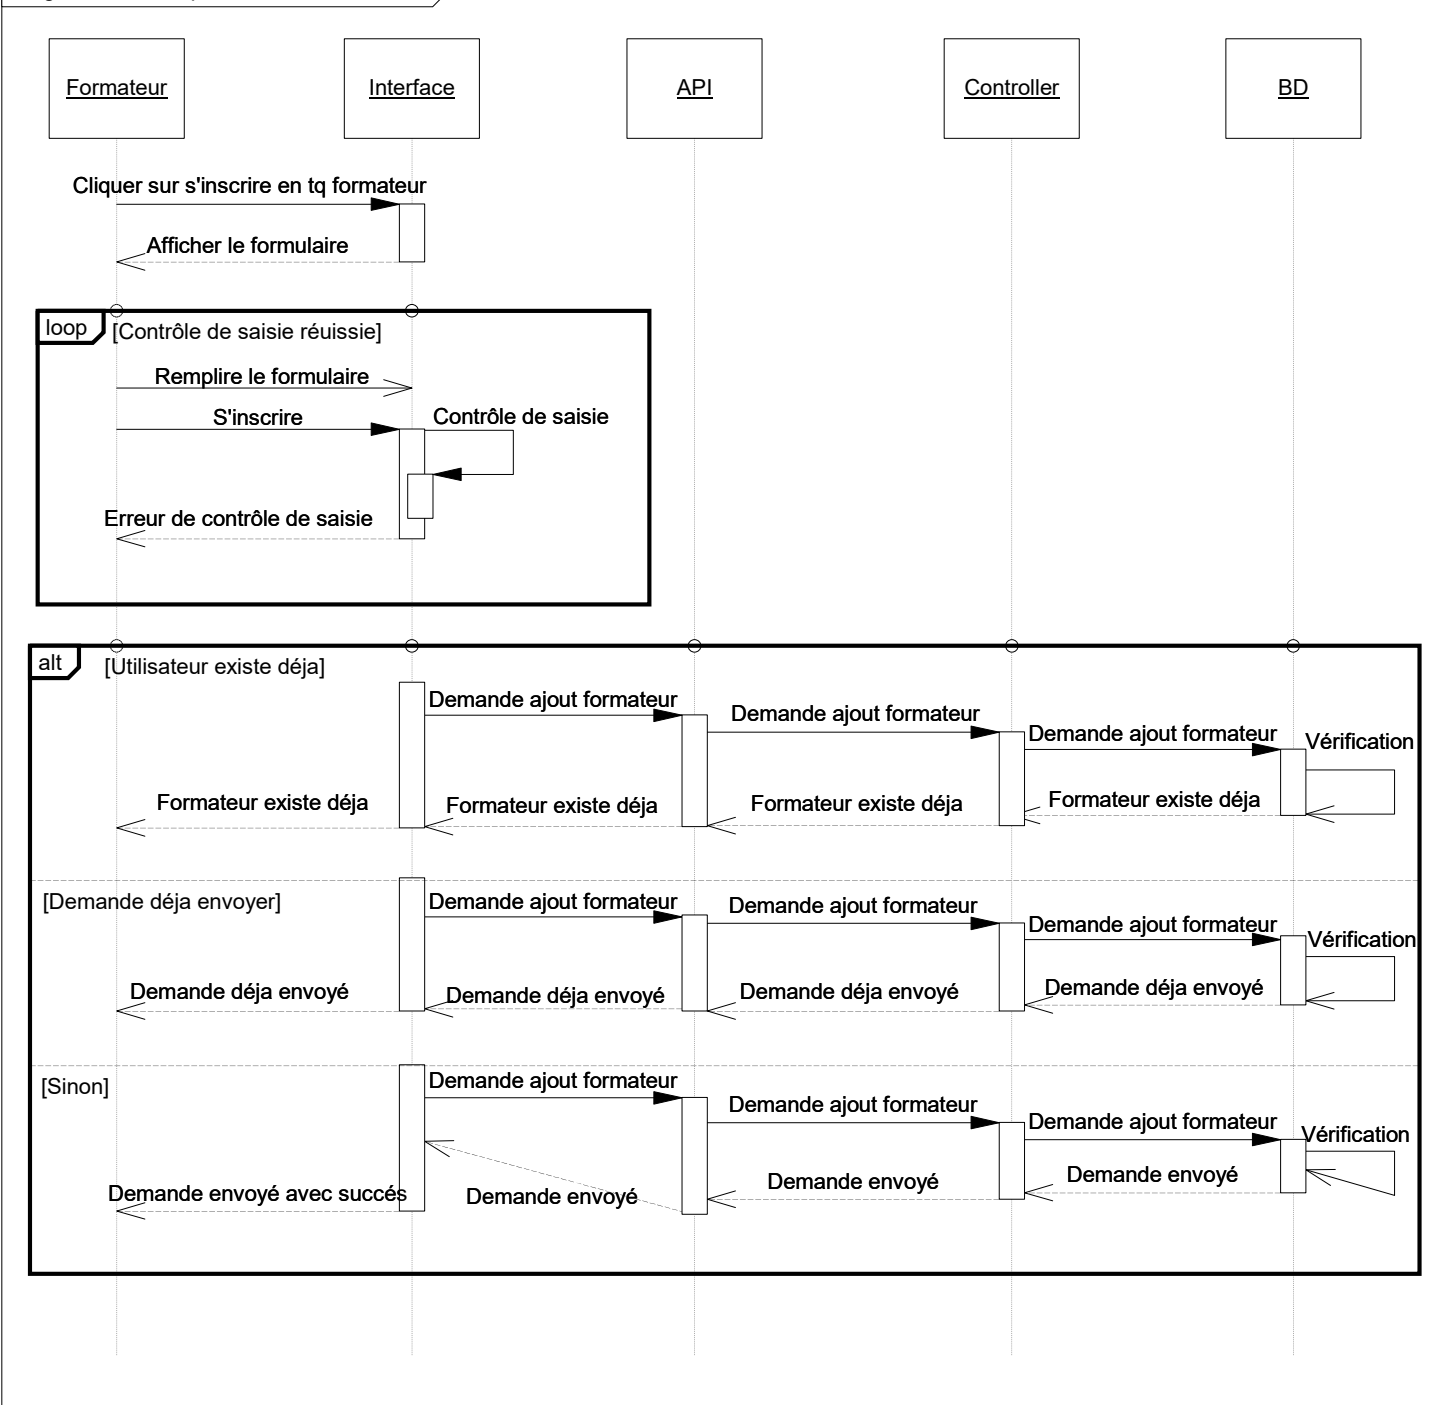 Formateur
Interface
API
Controller
BD
Cliquer sur s'inscrire en tq formateur
Afficher le formulaire
loop
[Contrôle de saisie réuissie]
Remplire le formulaire
S'inscrire
Contrôle de saisie
Erreur de contrôle de saisie
alt
[Utilisateur existe déja]
Demande ajout formateur
Demande ajout formateur
Demande ajout formateur
Vérification
Formateur existe déja
Formateur existe déja
Formateur existe déja
Formateur existe déja
[Demande déja envoyer]
Demande ajout formateur
Demande ajout formateur
Demande ajout formateur
Vérification
Demande déja envoyé
Demande déja envoyé
Demande déja envoyé
Demande déja envoyé
[Sinon]
Demande ajout formateur
Demande ajout formateur
Demande ajout formateur
Vérification
Demande envoyé avec succés
Demande envoyé
Demande envoyé
Demande envoyé